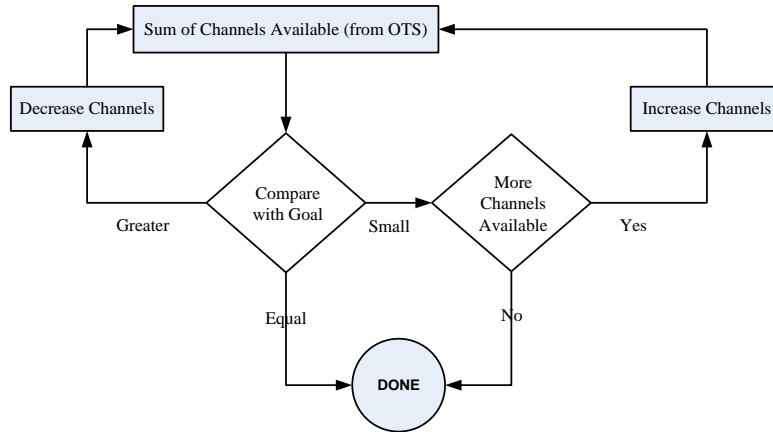 Sum of Channels Available (from OTS)
Decrease Channels
Increase Channels
Compare
with Goal
More
Channels
Available
Greater
Small
Yes
Equal
No
DONE